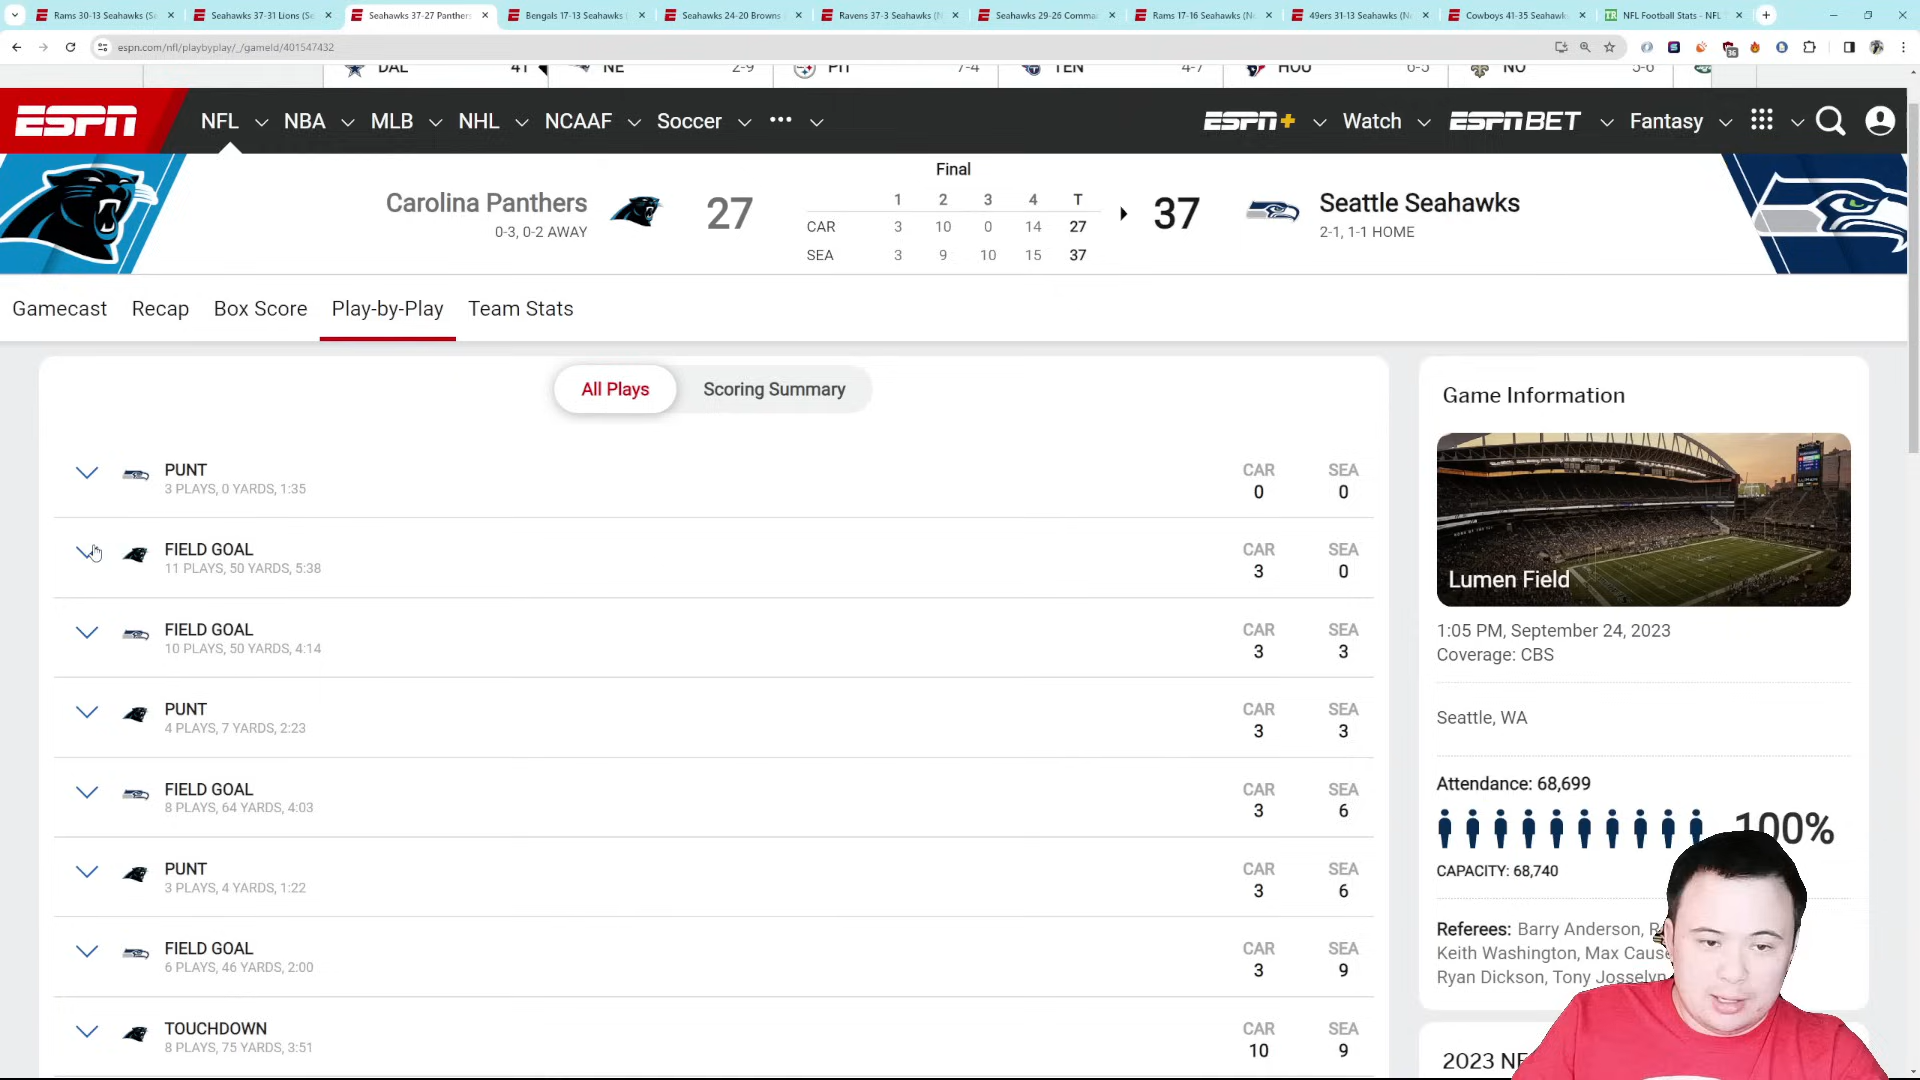 Rams 30-13 Seahawks (Se
Seahawks 37-31 Lions (Se
Seahawks 37-27 Panthers
Bengals 17-13 Seahawks (
Seahawks 24-20 Browns
Ravens 37-3 Seahawks (N
Seahawks 29-26 Comma
Rams 17-16 Seahawks (N
49ers 31-13 Seahawks (N
Cowboys 41-35 Seahawk
NFL Football Stats - NFL
espn.com/nfl/playbyplay/_/gameId/401547432
36
DAL 41 NE 2-9 PIT 7-4 TEN 4-7 HOU 6-5 NO 5-6
ESPN NFL NBA MLB NHL NCAAF Soccer ESPN+ Watch ESPN BET Fantasy
Carolina Panthers
0-3, 0-2 AWAY
27
Final
1 2 3 4 T
CAR 3 10 0 14 27
SEA 3 9 10 15 37
37
Seattle Seahawks
2-1, 1-1 HOME
Gamecast Recap Box Score Play-by-Play Team Stats
All Plays Scoring Summary
PUNT CAR SEA
3 PLAYS, 0 YARDS, 1:35 0 0
FIELD GOAL CAR SEA
11 PLAYS, 50 YARDS, 5:38 3 0
FIELD GOAL CAR SEA
10 PLAYS, 50 YARDS, 4:14 3 3
PUNT CAR SEA
4 PLAYS, 7 YARDS, 2:23 3 3
FIELD GOAL CAR SEA
8 PLAYS, 64 YARDS, 4:03 3 6
PUNT CAR SEA
3 PLAYS, 4 YARDS, 1:22 3 6
FIELD GOAL CAR SEA
6 PLAYS, 46 YARDS, 2:00 3 9
TOUCHDOWN CAR SEA
8 PLAYS, 75 YARDS, 3:51 10 9
Game Information
Lumen Field
1:05 PM, September 24, 2023
Coverage: CBS
Seattle, WA
Attendance: 68,699
100%
CAPACITY: 68,740
Referees: Barry Anderson, R
Keith Washington, Max Cause
Ryan Dickson, Tony Josselyn
2023 NF